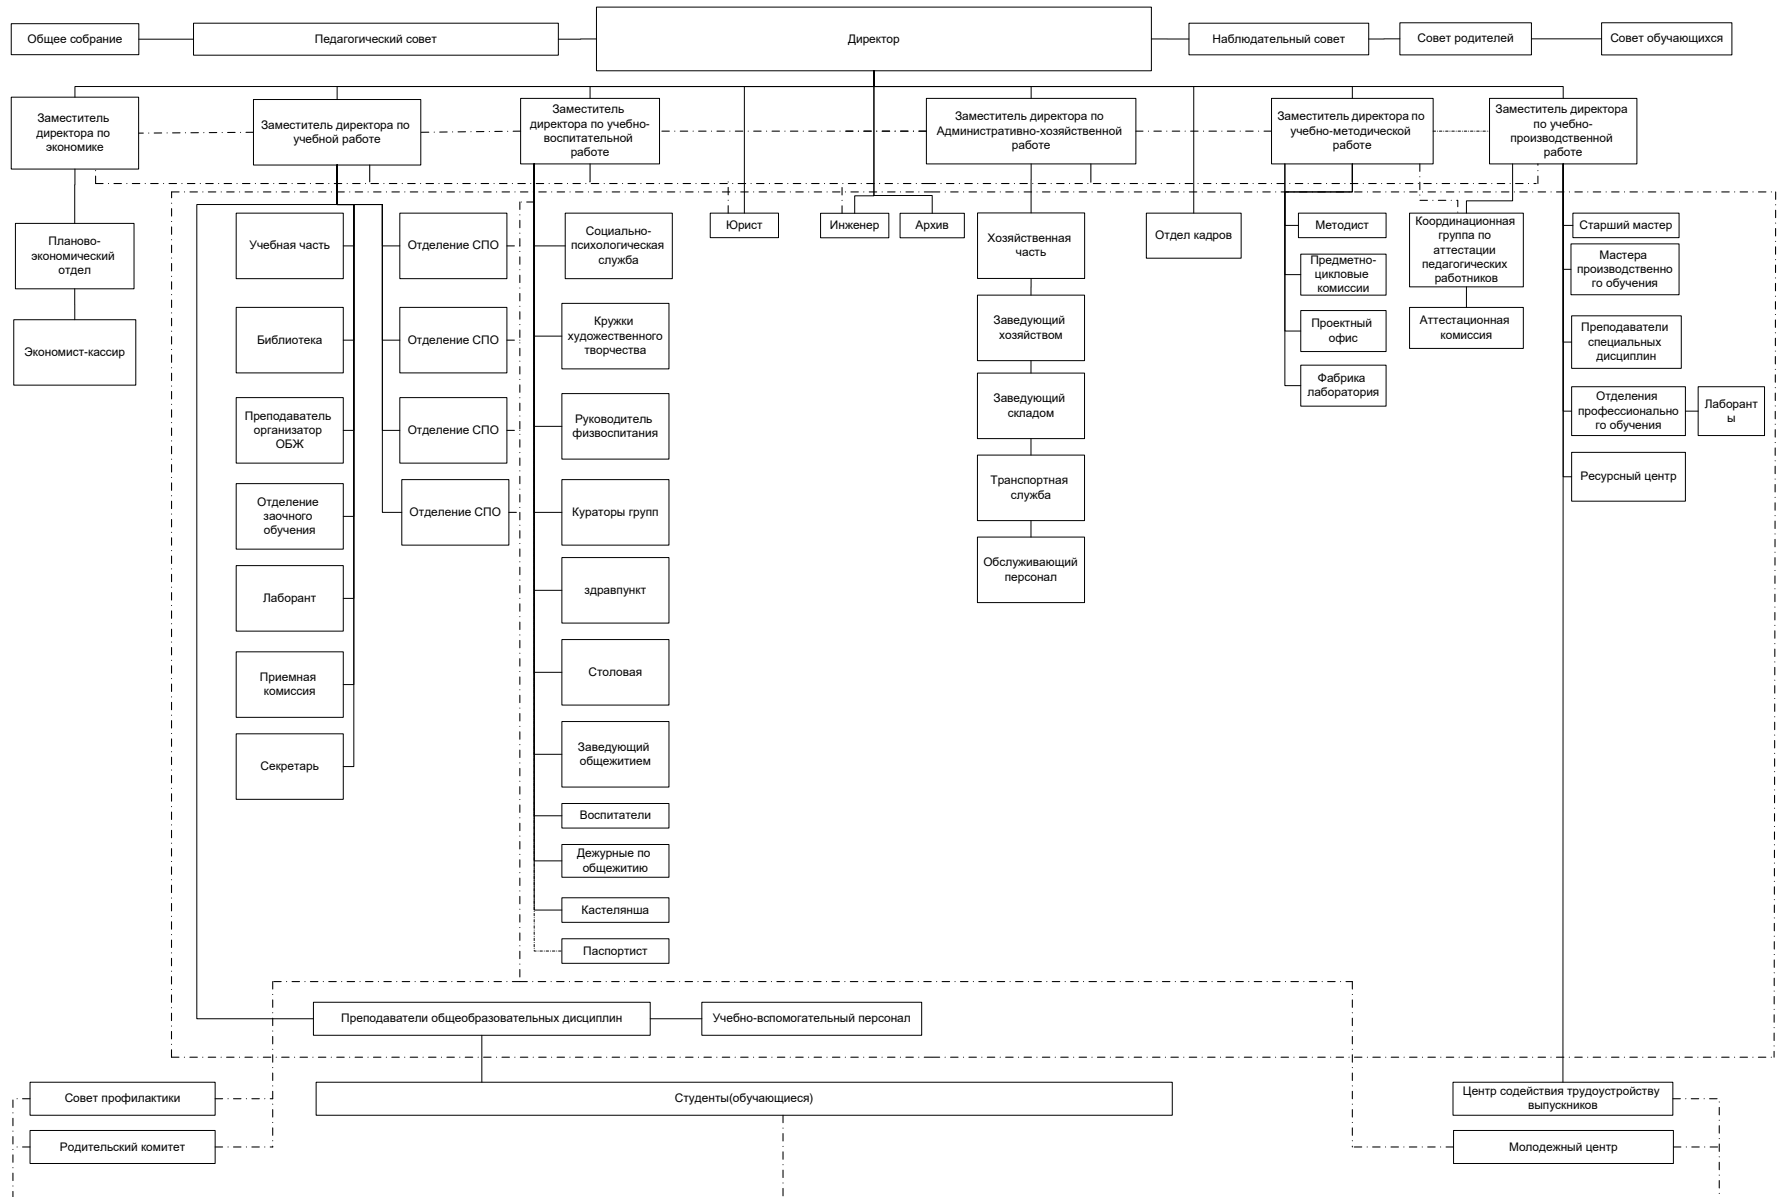 Общее собрание
Педагогический совет
Директор
Наблюдательный совет
Совет родителей
Совет обучающихся
Заместитель
директора по
экономике
Заместитель директора по
учебной работе
Заместитель
директора по учебно-
воспитательной
работе
Заместитель директора по
Административно-хозяйственной
работе
Заместитель директора по
учебно-методической
работе
Заместитель директора
по учебно-
производственной
работе
Планово-
экономический
отдел
Экономист-кассир
Учебная часть
Библиотека
Преподаватель
организатор
ОБЖ
Отделение
заочного
обучения
Лаборант
Приемная
комиссия
Секретарь
Отделение СПО
Отделение СПО
Отделение СПО
Отделение СПО
Социально-
психологическая
служба
Кружки
художественного
творчества
Руководитель
физвоспитания
Кураторы групп
здравпункт
Столовая
Заведующий
общежитием
Воспитатели
Дежурные по
общежитию
Кастелянша
Паспортист
Юрист
Инженер
Архив
Хозяйственная
часть
Заведующий
хозяйством
Заведующий
складом
Транспортная
служба
Обслуживающий
персонал
Отдел кадров
Методист
Предметно-
цикловые
комиссии
Проектный
офис
Фабрика
лаборатория
Координационная
группа по
аттестации
педагогических
работников
Аттестационная
комиссия
Старший мастер
Мастера
производственно
го обучения
Преподаватели
специальных
дисциплин
Отделения
профессионально
го обучения
Лаборант
ы
Ресурсный центр
Преподаватели общеобразовательных дисциплин
Учебно-вспомогательный персонал
Совет профилактики
Студенты(обучающиеся)
Центр содействия трудоустройству
выпускников
Родительский комитет
Молодежный центр